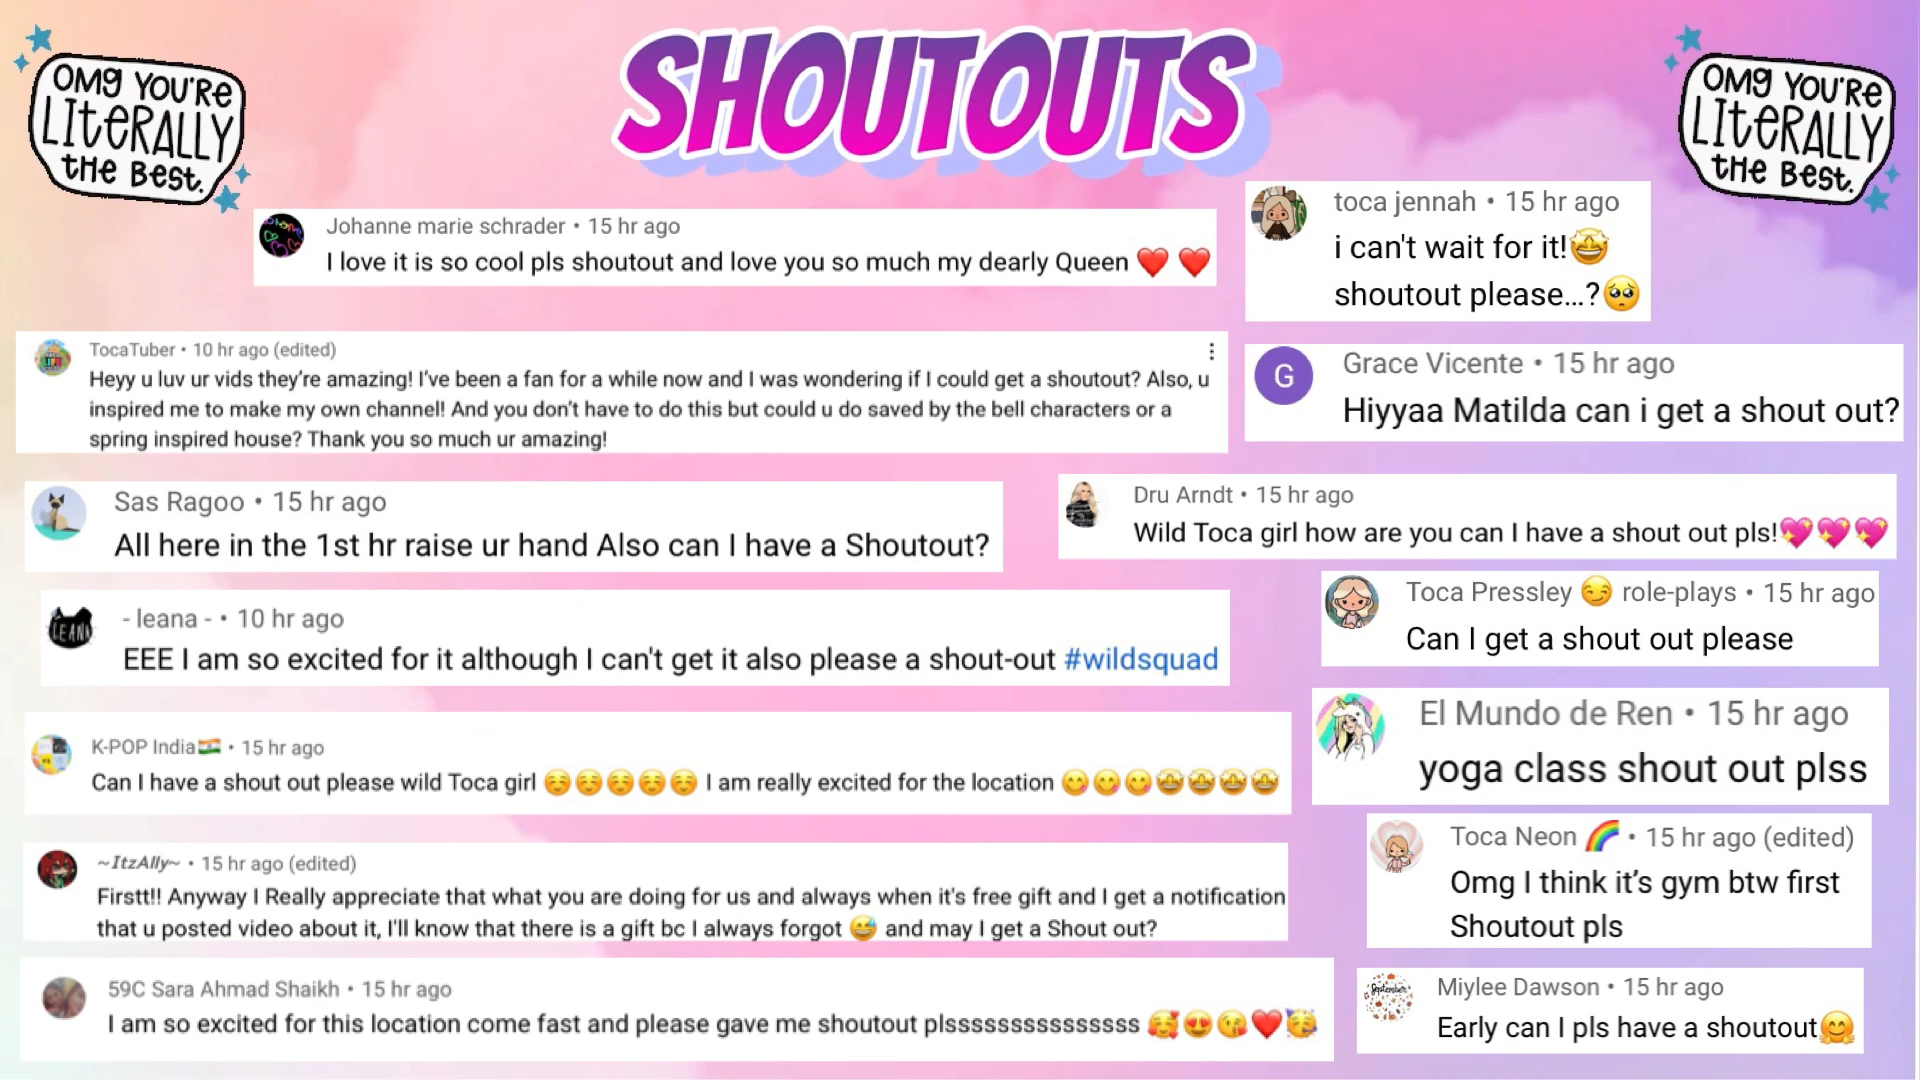 OMG YOU'RE
LITERALLY
THE BEST.
SHOUTOUTS
OMG YOU'RE
LITERALLY
THE BEST.
Johanne marie schrader • 15 hr ago
I love it is so cool pls shoutout and love you so much my dearly Queen ❤️ ❤️
toca jennah • 15 hr ago
i can't wait for it!🤩
shoutout please...?🥺
TocaTuber • 10 hr ago (edited)
Heyy u luv ur vids they're amazing! I've been a fan for a while now and I was wondering if I could get a shoutout? Also, u
inspired me to make my own channel! And you don't have to do this but could u do saved by the bell characters or a
spring inspired house? Thank you so much ur amazing!
G
Grace Vicente • 15 hr ago
Hiyyaa Matilda can i get a shout out?
Sas Ragoo • 15 hr ago
All here in the 1st hr raise ur hand Also can I have a Shoutout?
Dru Arndt • 15 hr ago
Wild Toca girl how are you can I have a shout out pls!💖💖💖
LEANA
- leana - • 10 hr ago
EEE I am so excited for it although I can't get it also please a shout-out #wildsquad
Toca Pressley 😏 role-plays • 15 hr ago
Can I get a shout out please
El Mundo de Ren • 15 hr ago
yoga class shout out plss
K-POP India🇮🇳 • 15 hr ago
Can I have a shout out please wild Toca girl ☺️☺️☺️☺️☺️ I am really excited for the location 😋😋😋🤩🤩🤩🤩
Toca Neon 🌈 • 15 hr ago (edited)
Omg I think it's gym btw first
Shoutout pls
~ItzAlly~ • 15 hr ago (edited)
Firstt!! Anyway I Really appreciate that what you are doing for us and always when it's free gift and I get a notification
that u posted video about it, I'll know that there is a gift bc I always forgot 😅 and may I get a Shout out?
59C Sara Ahmad Shaikh • 15 hr ago
I am so excited for this location come fast and please gave me shoutout plsssssssssssssss 🥰😍😘❤️🥳
September
Miylee Dawson • 15 hr ago
Early can I pls have a shoutout🤗